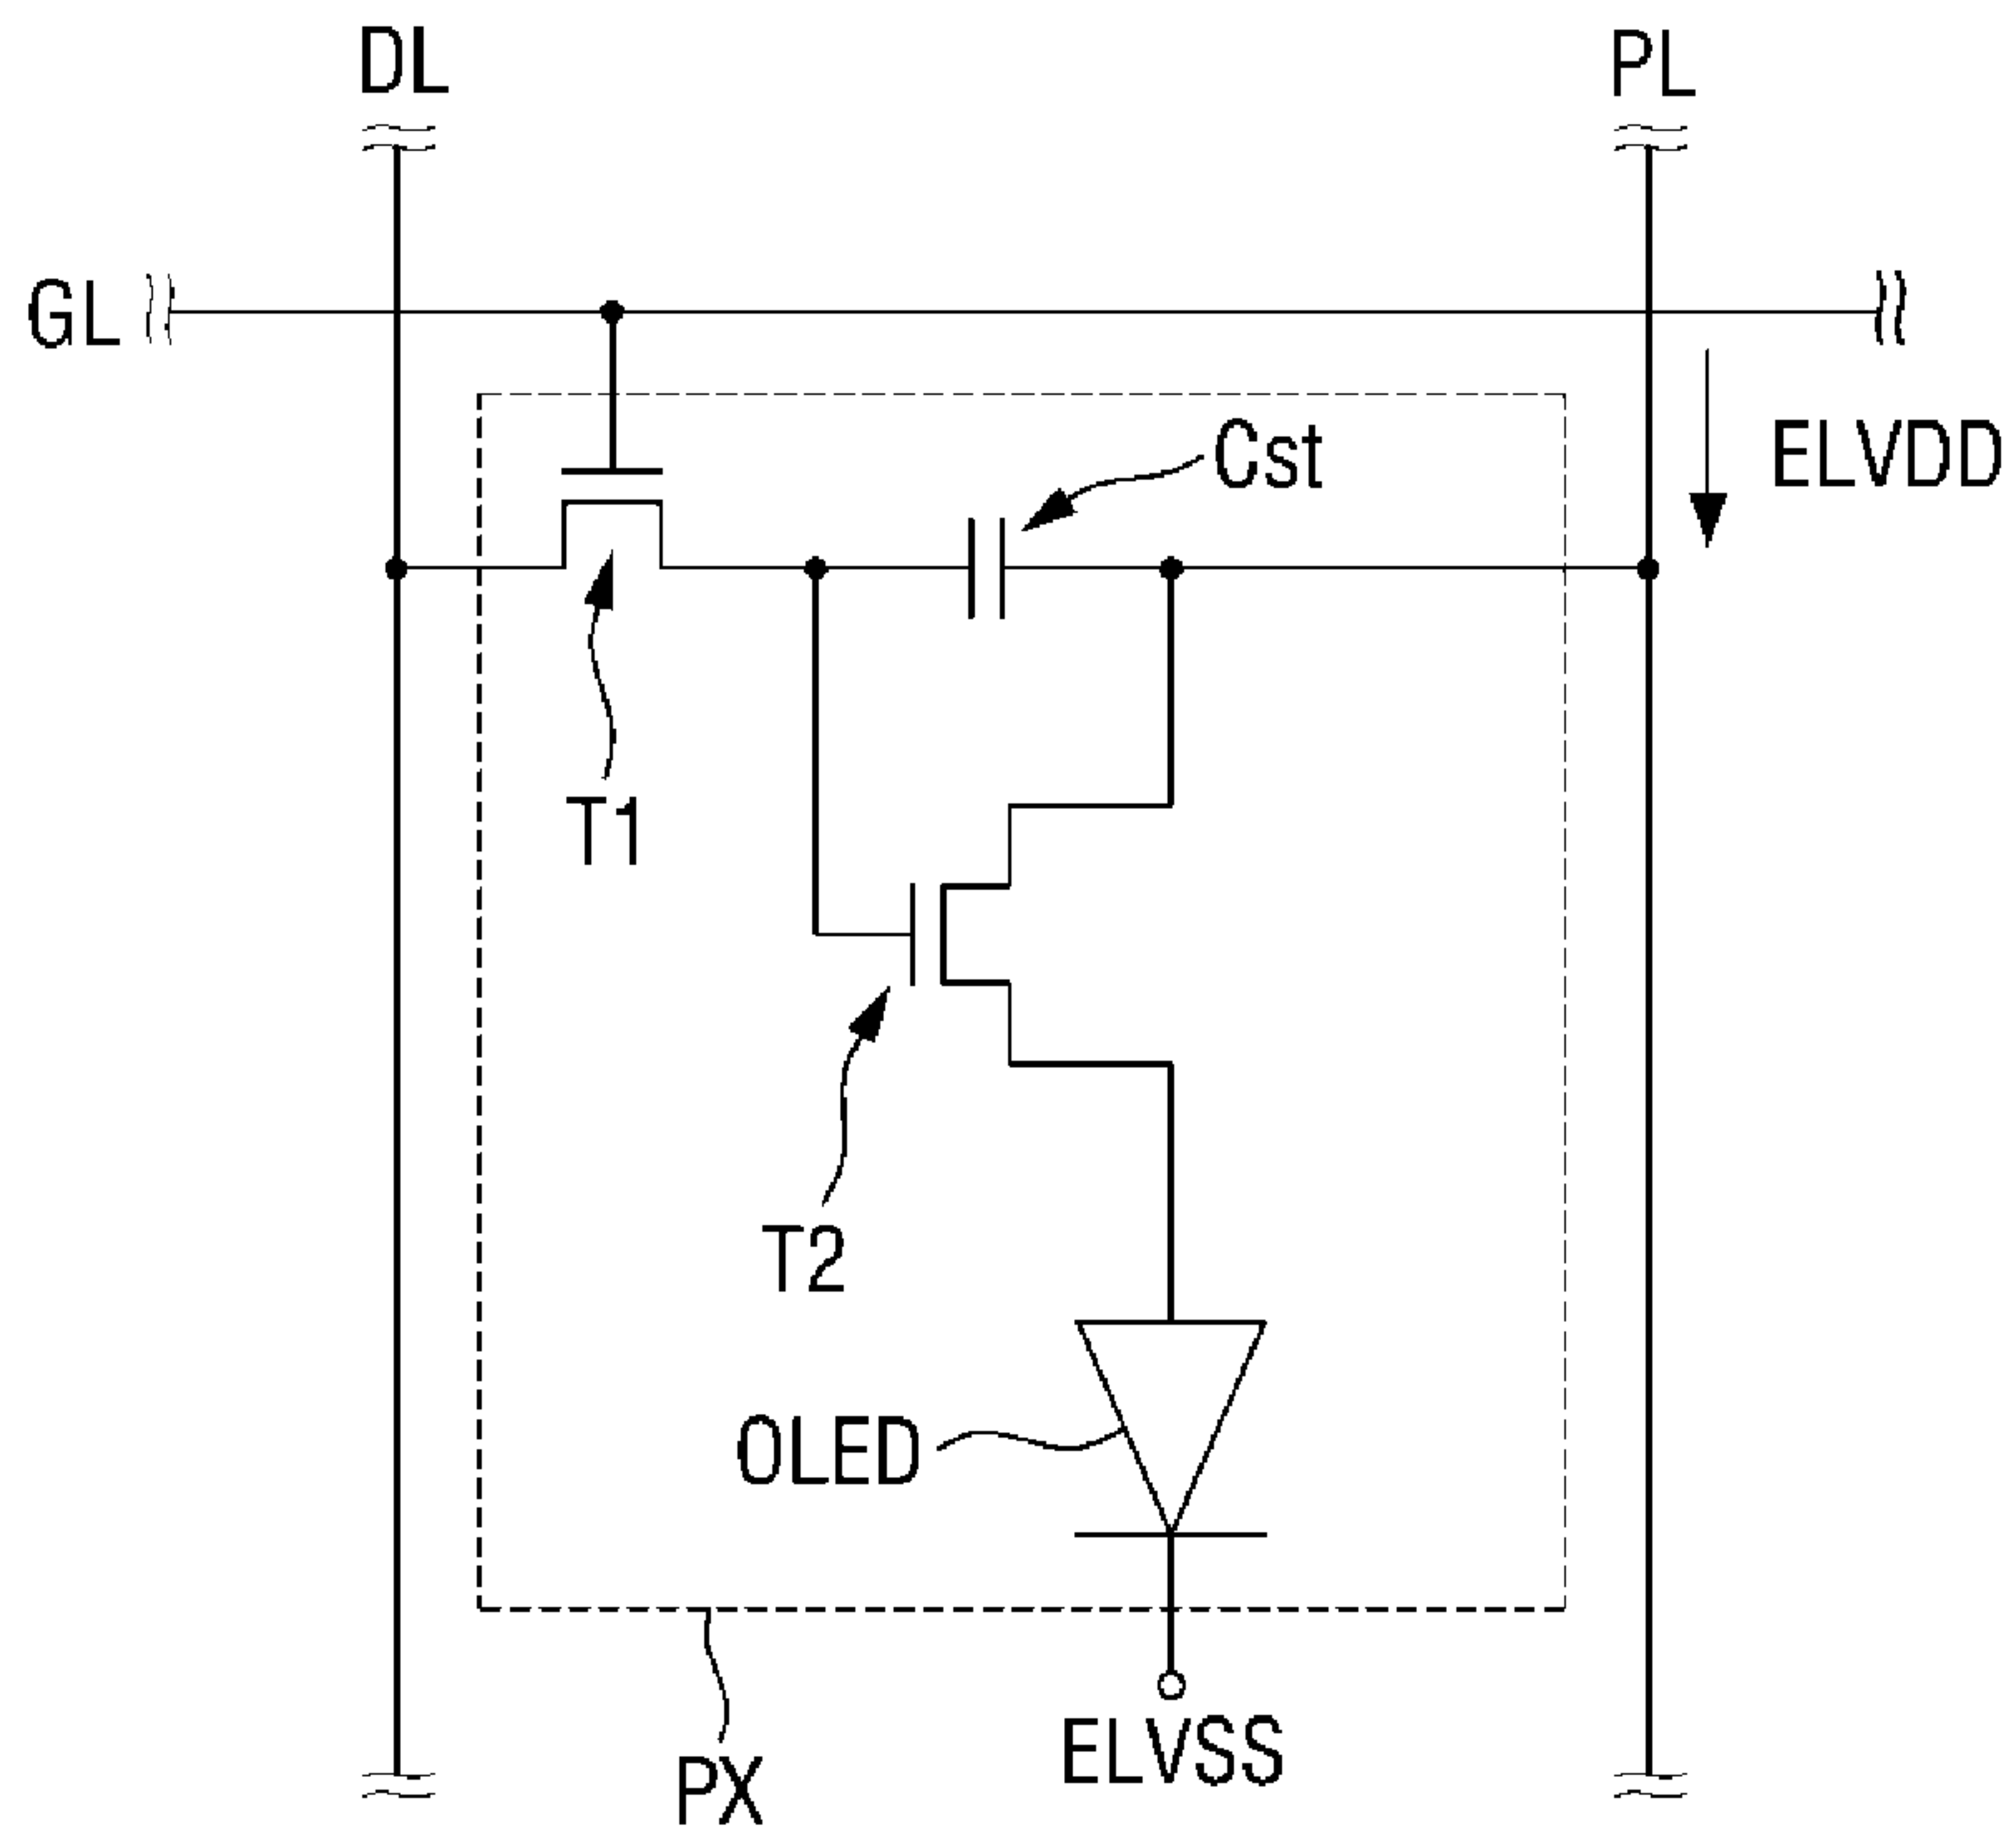 DL
PL
GL
Cst
ELVDD
T1
T2
OLED
ELVSS
PX